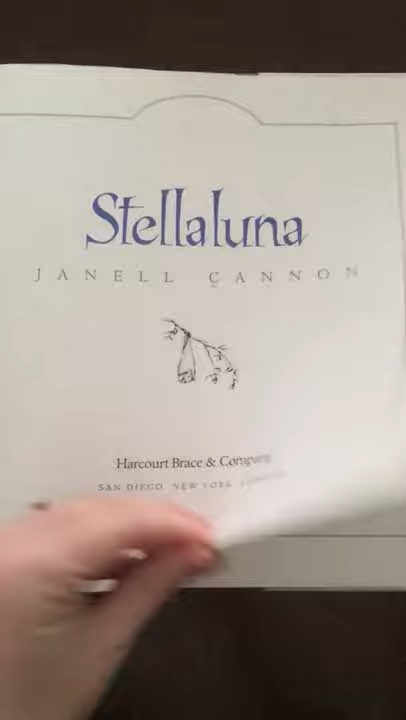 Stellaluna
JANELL CANNON
Harcourt Brace & Company
SAN DIEGO NEW YORK